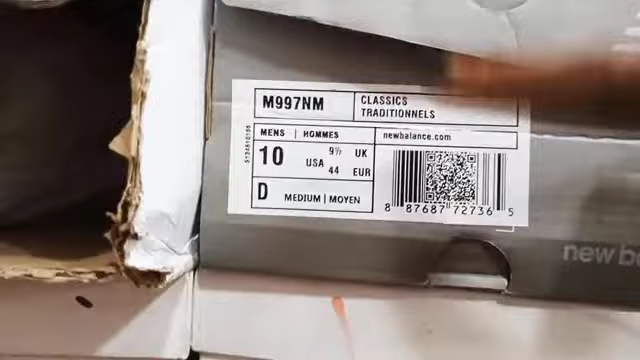 M997NM
CLASSICS
TRADITIONNELS
MENS | HOMMES
newbalance.com
10 USA
9½ UK
44 EUR
D MEDIUM | MOYEN
8 87687 72736 5
new b